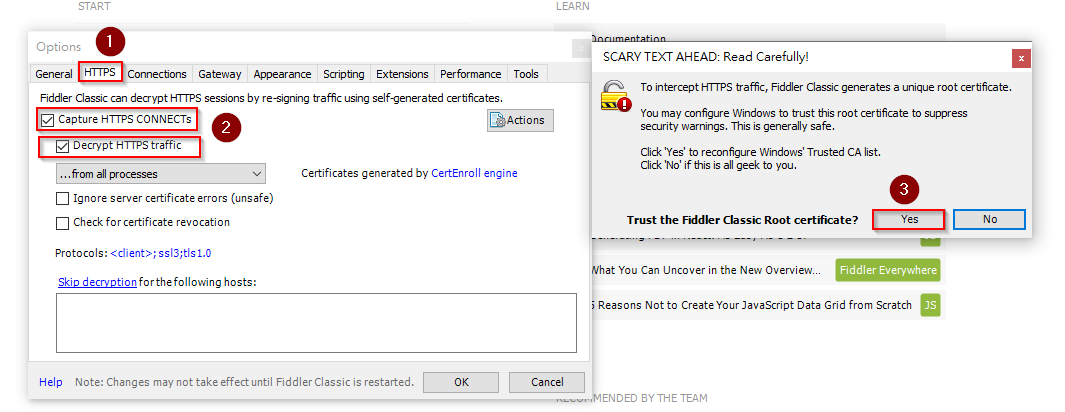 START
LEARN
1
Options
Documentation
General
HTTPS
Connections
Gateway
Appearance
Scripting
Extensions
Performance
Tools
Fiddler Classic can decrypt HTTPS sessions by re-signing traffic using self-generated certificates.
Capture HTTPS CONNECTs
2
Actions
Decrypt HTTPS traffic
...from all processes
Certificates generated by CertEnroll engine
Ignore server certificate errors (unsafe)
Check for certificate revocation
Protocols: <client>;ssl3;tls1.0
Skip decryption for the following hosts:
Help
Note: Changes may not take effect until Fiddler Classic is restarted.
OK
Cancel
SCARY TEXT AHEAD: Read Carefully!
x
To intercept HTTPS traffic, Fiddler Classic generates a unique root certificate.
You may configure Windows to trust this root certificate to suppress
security warnings. This is generally safe.
Click 'Yes' to reconfigure Windows' Trusted CA list.
Click 'No' if this is all geek to you.
3
Trust the Fiddler Classic Root certificate?
Yes
No
What You Can Uncover in the New Overview...
Fiddler Everywhere
5 Reasons Not to Create Your JavaScript Data Grid from Scratch
JS
RECOMMENDED BY THE TEAM